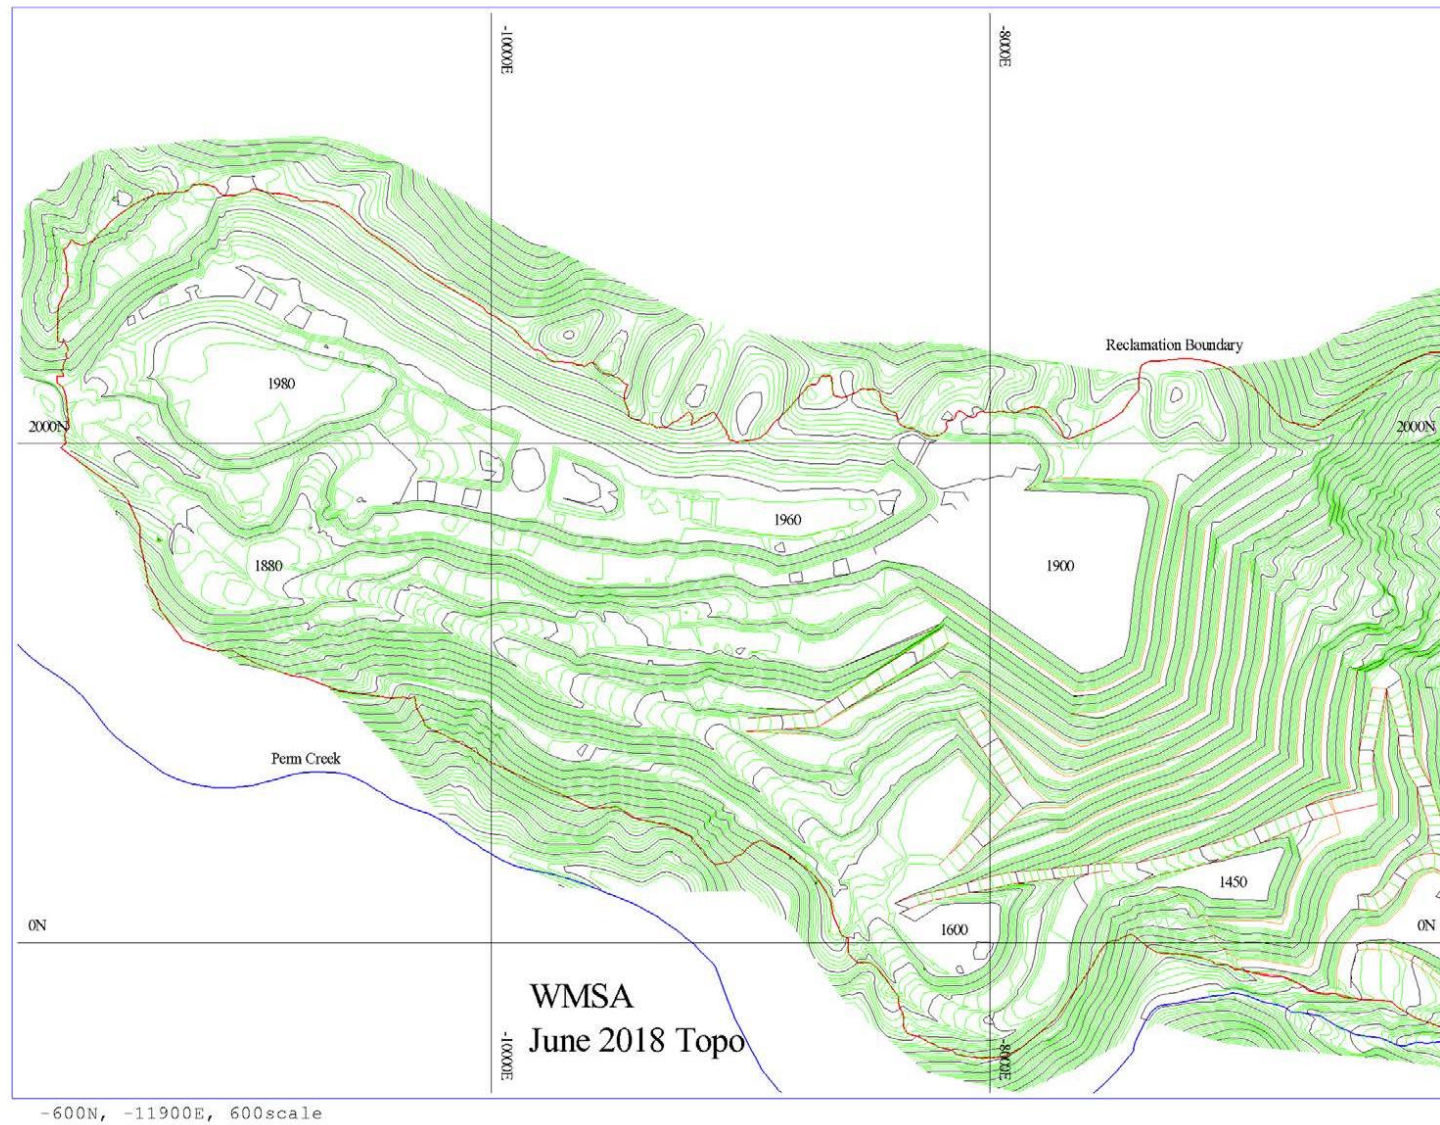 -10000E
-8000E
Reclamation Boundary
1980
2000N
2000N
1960
1880
1900
Perm Creek
1450
0N
1600
0N
WMSA
June 2018 Topo
-10000E
-8000E
-600N, -11900E, 600scale